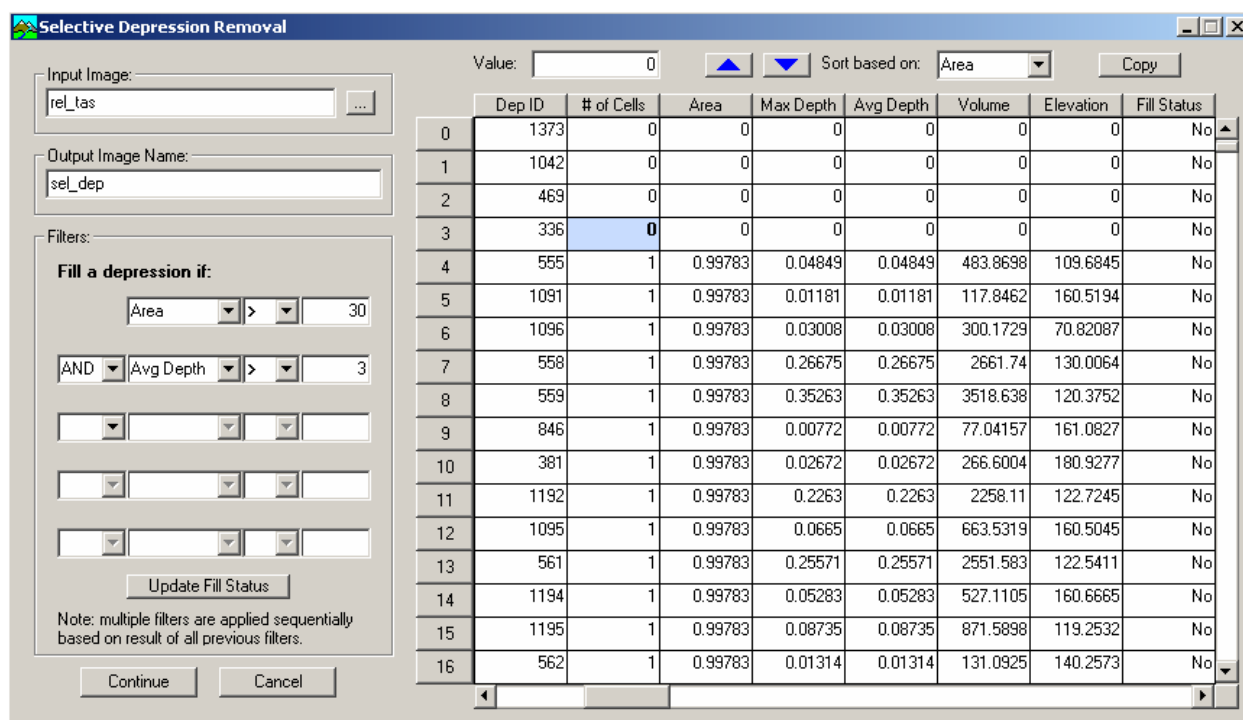 Selective Depression Removal
Input Image:
rel_tas ...
Output Image Name:
sel_dep
Filters:
Fill a depression if:
Area > 30
AND Avg Depth > 3
Update Fill Status
Note: multiple filters are applied sequentially
based on result of all previous filters.
Continue Cancel
Value: 0 Sort based on: Area Copy
Dep ID # of Cells Area Max Depth Avg Depth Volume Elevation Fill Status
0 1373 0 0 0 0 0 0 No
1 1042 0 0 0 0 0 0 No
2 469 0 0 0 0 0 0 No
3 336 0 0 0 0 0 0 No
4 555 1 0.99783 0.04849 0.04849 483.8698 109.6845 No
5 1091 1 0.99783 0.01181 0.01181 117.8462 160.5194 No
6 1096 1 0.99783 0.03008 0.03008 300.1729 70.82087 No
7 558 1 0.99783 0.26675 0.26675 2661.74 130.0064 No
8 559 1 0.99783 0.35263 0.35263 3518.638 120.3752 No
9 846 1 0.99783 0.00772 0.00772 77.04157 161.0827 No
10 381 1 0.99783 0.02672 0.02672 266.6004 180.9277 No
11 1192 1 0.99783 0.2263 0.2263 2258.11 122.7245 No
12 1095 1 0.99783 0.0665 0.0665 663.5319 160.5045 No
13 561 1 0.99783 0.25571 0.25571 2551.583 122.5411 No
14 1194 1 0.99783 0.05283 0.05283 527.1105 160.6665 No
15 1195 1 0.99783 0.08735 0.08735 871.5898 119.2532 No
16 562 1 0.99783 0.01314 0.01314 131.0925 140.2573 No